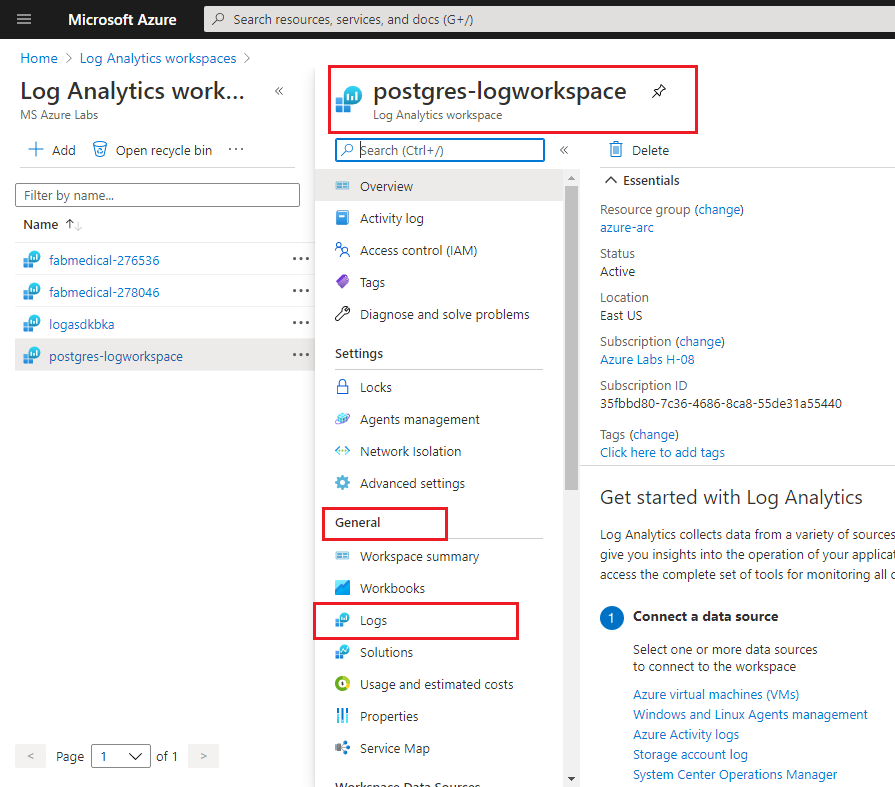 Microsoft Azure
Search resources, services, and docs (G+/)
Home > Log Analytics workspaces >
Log Analytics work...
MS Azure Labs
Add
Open recycle bin
Filter by name...
Name
fabmedical-276536
fabmedical-278046
logasdkbka
postgres-logworkspace
< Page 1 of 1 >
postgres-logworkspace
Log Analytics workspace
Search (Ctrl+/)
Overview
Activity log
Access control (IAM)
Tags
Diagnose and solve problems
Settings
Locks
Agents management
Network Isolation
Advanced settings
General
Workspace summary
Workbooks
Logs
Solutions
Usage and estimated costs
Properties
Service Map
Workspace Data Sources
Delete
Essentials
Resource group (change)
azure-arc
Status
Active
Location
East US
Subscription (change)
Azure Labs H-08
Subscription ID
35fbbd80-7c36-4686-8ca8-55de31a55440
Tags (change)
Click here to add tags
Get started with Log Analytics
Log Analytics collects data from a variety of sources
give you insights into the operation of your applicat
access the complete set of tools for monitoring all
1 Connect a data source
Select one or more data sources
to connect to the workspace
Azure virtual machines (VMs)
Windows and Linux Agents management
Azure Activity logs
Storage account log
System Center Operations Manager